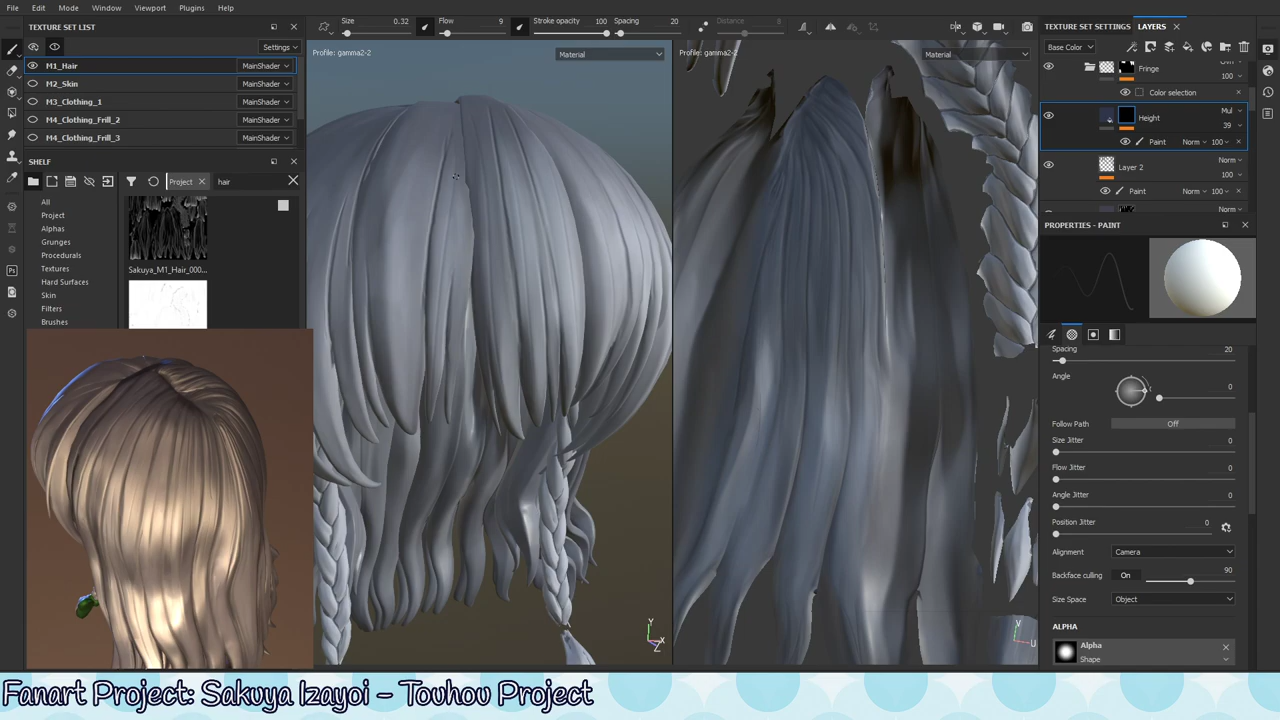 File Edit Mode Window Viewport Plugins Help
TEXTURE SET LIST
Size 0.32
Flow 9
Stroke opacity 100
Spacing 20
Distance 8
TEXTURE SET SETTINGS
LAYERS
Settings
Base Color
M1_Hair
MainShader
M2_Skin
MainShader
M3_Clothing_1
MainShader
M4_Clothing_Frill_2
MainShader
M4_Clothing_Frill_3
MainShader
Profile: gamma2-2
Material
Profile: gamma2-2
Material
Fringe
100
Color selection
Height
Mul
39
Paint
Norm
100
Layer 2
Norm
100
Paint
Norm
100
Norm
SHELF
Project
hair
All
Project
Alphas
Grunges
Procedurals
Textures
Hard Surfaces
Skin
Filters
Brushes
Sakuya_M1_Hair_000...
PROPERTIES - PAINT
Spacing
20
Angle
0
Follow Path
Off
Size Jitter
0
Flow Jitter
0
Angle Jitter
0
Position Jitter
0
Alignment
Camera
Backface culling
On
90
Size Space
Object
ALPHA
Alpha
Shape
Y
X
Z
V
U
Fanart Project: Sakuya Izayoi - Touhou Project